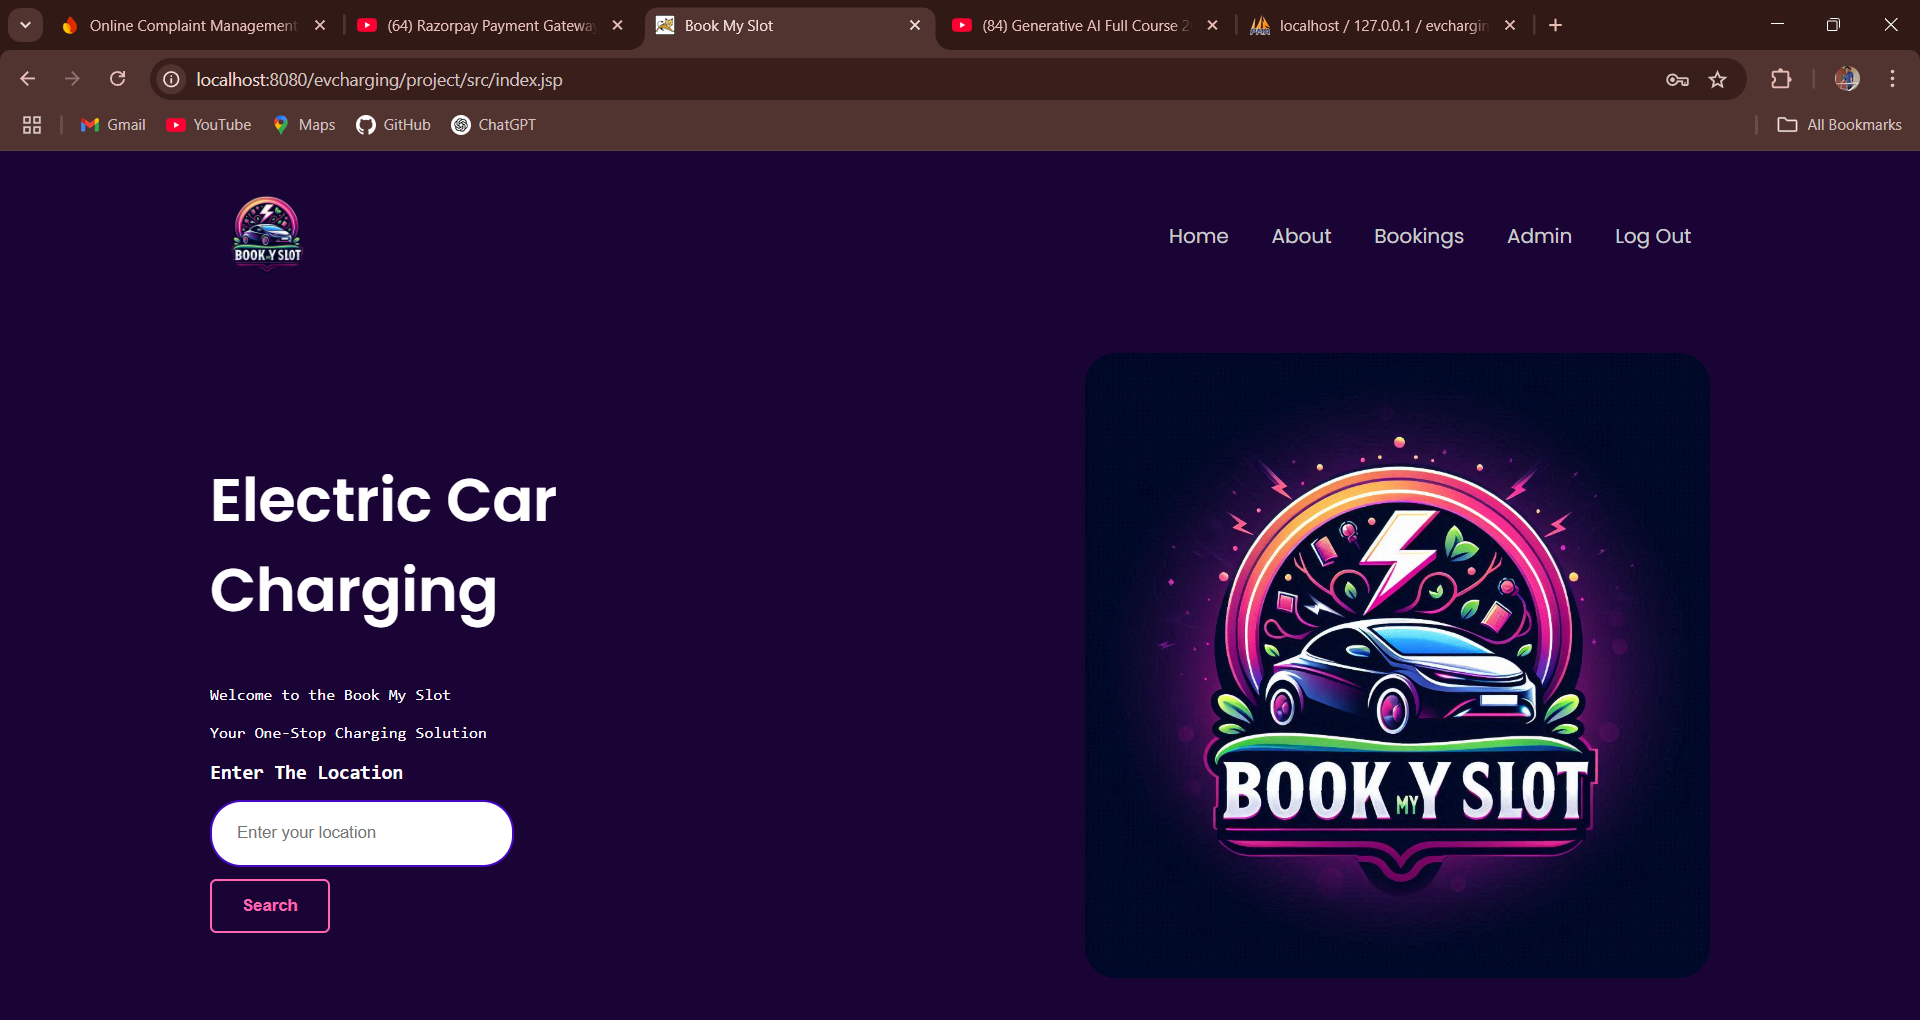 Online Complaint Management
(64) Razorpay Payment Gateway
Book My Slot
(84) Generative AI Full Course 2
localhost / 127.0.0.1 / evchargin
localhost:8080/evcharging/project/src/index.jsp
Gmail
YouTube
Maps
GitHub
ChatGPT
All Bookmarks
BOOK MY SLOT
Home
About
Bookings
Admin
Log Out
Electric Car
Charging
Welcome to the Book My Slot
Your One-Stop Charging Solution
Enter The Location
Enter your location
Search
BOOK MY Y SLOT